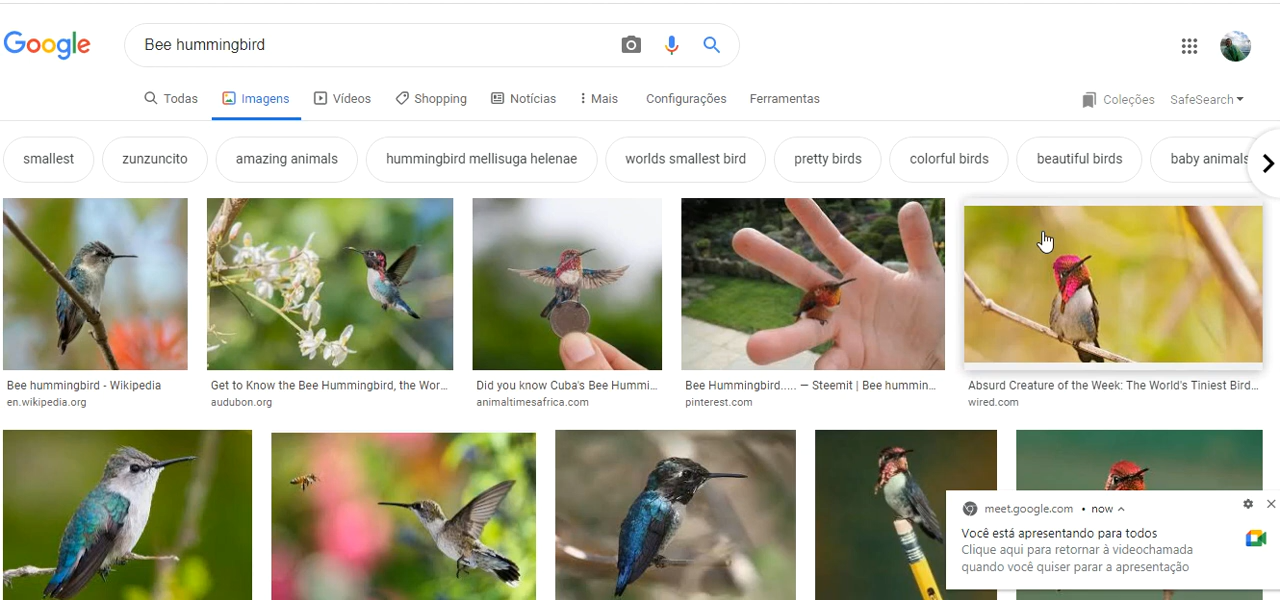 Google
Bee hummingbird
Todas Imagens Vídeos Shopping Notícias Mais Configurações Ferramentas Coleções SafeSearch
smallest zunzuncito amazing animals hummingbird mellisuga helenae worlds smallest bird pretty birds colorful birds beautiful birds baby animals
Bee hummingbird - Wikipedia
en.wikipedia.org
Get to Know the Bee Hummingbird, the Wor...
audubon.org
Did you know Cuba's Bee Hummi...
animaltimesafrica.com
Bee Hummingbird..... — Steemit | Bee hummin...
pinterest.com
Absurd Creature of the Week: The World's Tiniest Bird...
wired.com
meet.google.com • now
Você está apresentando para todos
Clique aqui para retornar à videochamada
quando você quiser parar a apresentação